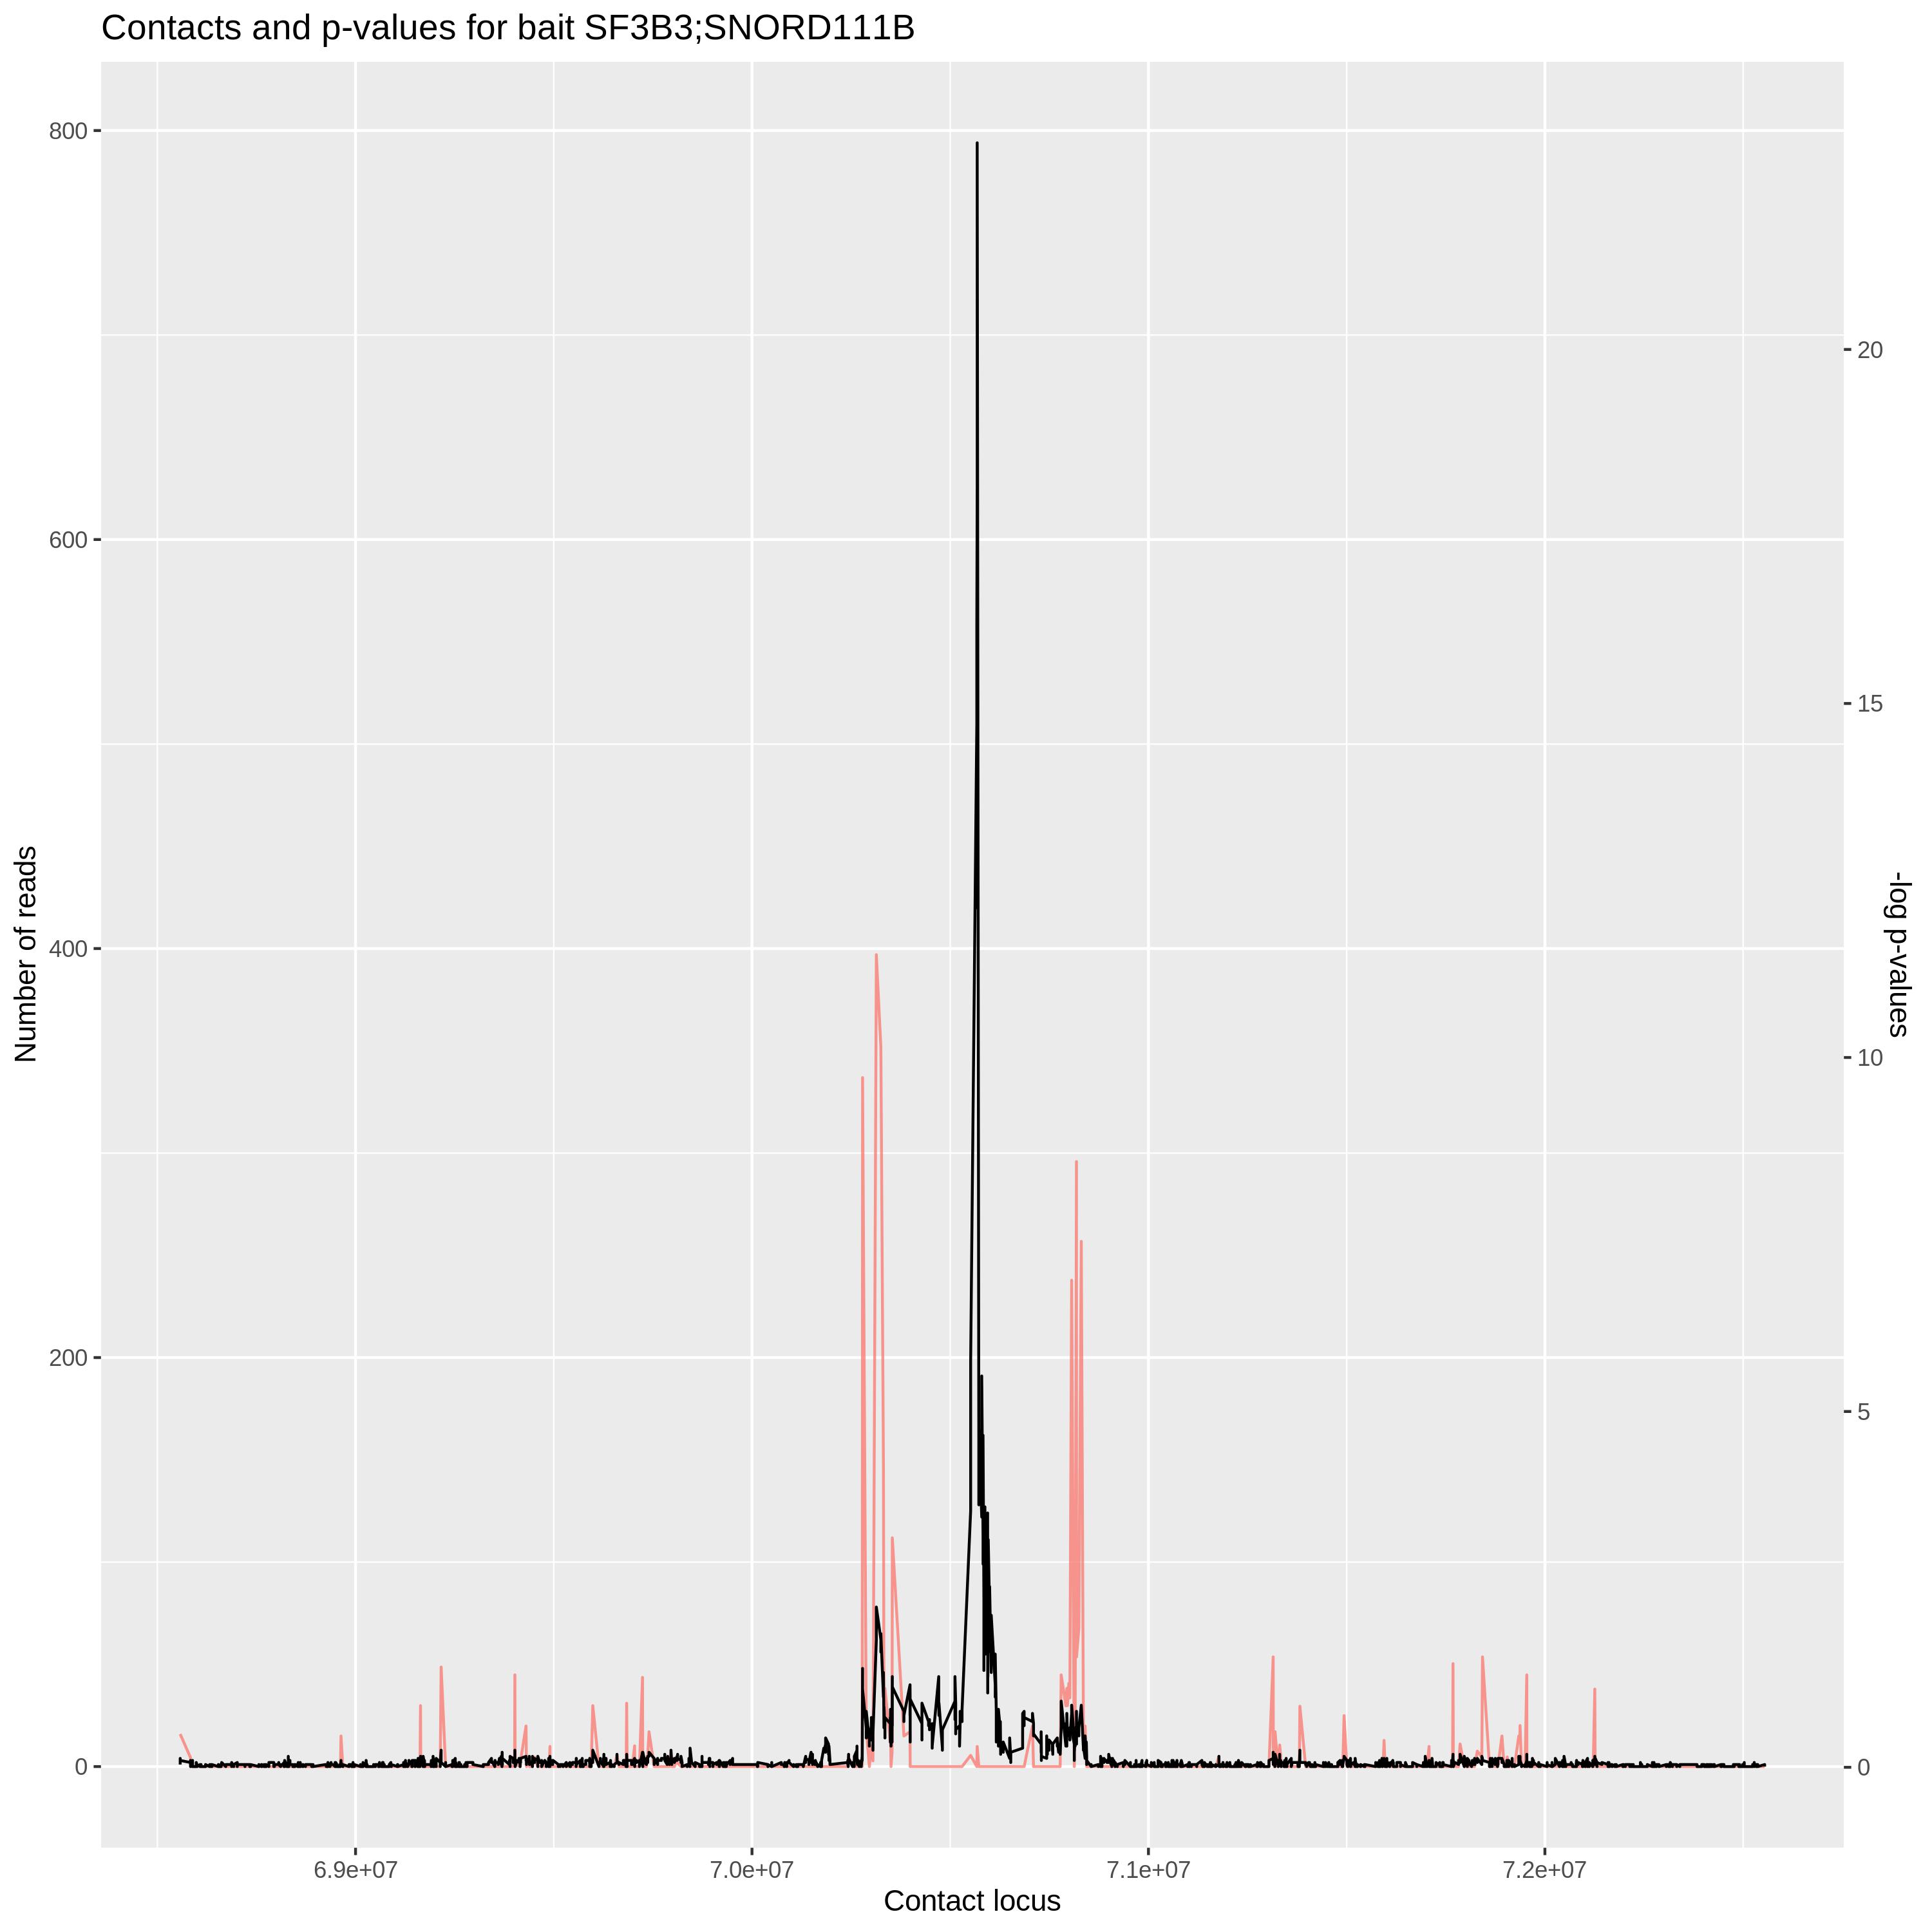 Contacts and p-values for bait SF3B3;SNORD111B
800
600
400
200
0
Number of reads
20
15
10
5
0
-log p-values
6.9e+07
7.0e+07
7.1e+07
7.2e+07
Contact locus